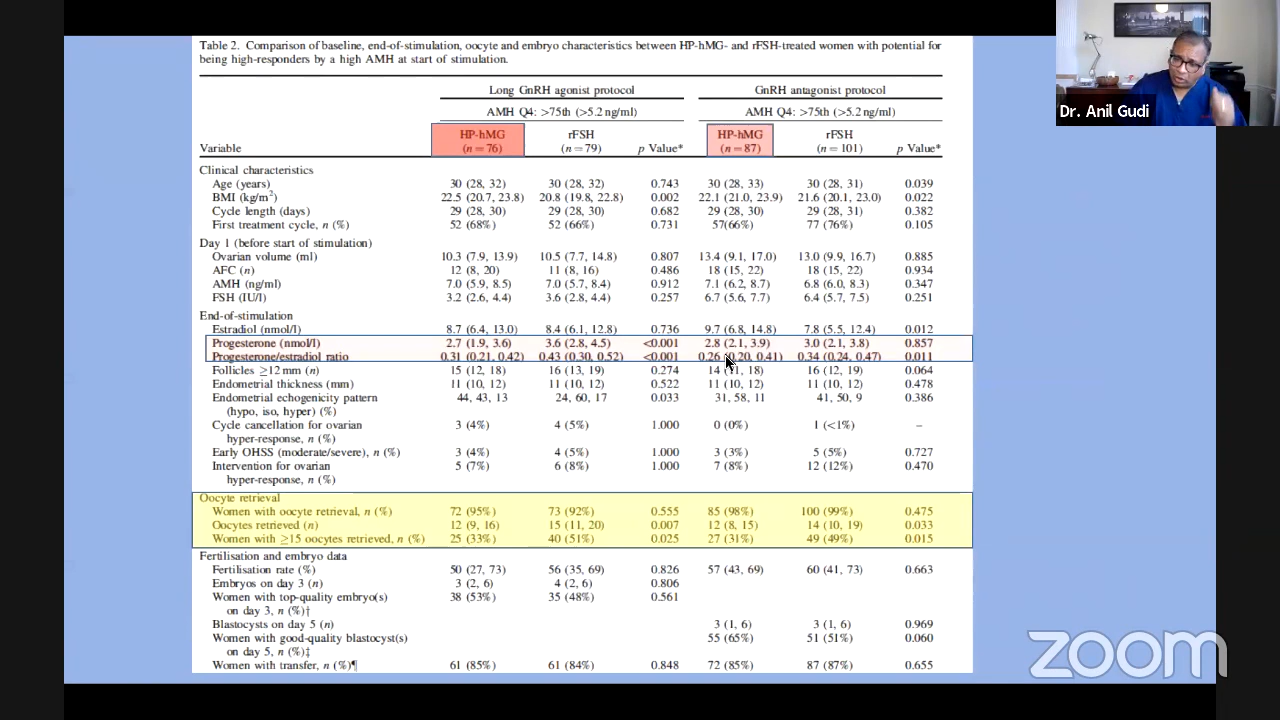 Table 2. Comparison of baseline, end-of-stimulation, oocyte and embryo characteristics between HP-hMG- and rFSH-treated women with potential for
being high-responders by a high AMH at start of stimulation.
Long GnRH agonist protocol GnRH antagonist protocol
AMH Q4: >75th (>5.2 ng/ml) AMH Q4: >75th (>5.2 ng/ml)
HP-hMG rFSH HP-hMG rFSH
Variable (n = 76) (n = 79) p Value* (n = 87) (n = 101) p Value*
Clinical characteristics
Age (years) 30 (28, 32) 30 (28, 32) 0.743 30 (28, 33) 30 (28, 31) 0.039
BMI (kg/m²) 22.5 (20.7, 23.8) 20.8 (19.8, 22.8) 0.002 22.1 (21.0, 23.9) 21.6 (20.1, 23.0) 0.022
Cycle length (days) 29 (28, 30) 29 (28, 30) 0.682 29 (28, 30) 29 (28, 31) 0.382
First treatment cycle, n (%) 52 (68%) 52 (66%) 0.731 57(66%) 77 (76%) 0.105
Day 1 (before start of stimulation)
Ovarian volume (ml) 10.3 (7.9, 13.9) 10.5 (7.7, 14.8) 0.807 13.4 (9.1, 17.0) 13.0 (9.9, 16.7) 0.885
AFC (n) 12 (8, 20) 11 (8, 16) 0.486 18 (15, 22) 18 (15, 22) 0.934
AMH (ng/ml) 7.0 (5.9, 8.5) 7.0 (5.7, 8.4) 0.912 7.1 (6.2, 8.7) 6.8 (6.0, 8.3) 0.347
FSH (IU/l) 3.2 (2.6, 4.4) 3.6 (2.8, 4.4) 0.257 6.7 (5.6, 7.7) 6.4 (5.7, 7.5) 0.251
End-of-stimulation
Estradiol (nmol/l) 8.7 (6.4, 13.0) 8.4 (6.1, 12.8) 0.736 9.7 (6.8, 14.8) 7.8 (5.5, 12.4) 0.012
Progesterone (nmol/l) 2.7 (1.9, 3.6) 3.6 (2.8, 4.5) <0.001 2.8 (2.1, 3.9) 3.0 (2.1, 3.8) 0.857
Progesterone/estradiol ratio 0.31 (0.21, 0.42) 0.43 (0.30, 0.52) <0.001 0.26 (0.20, 0.41) 0.34 (0.24, 0.47) 0.011
Follicles ≥12 mm (n) 15 (12, 18) 16 (13, 19) 0.274 14 18) 16 (12, 19) 0.064
Endometrial thickness (mm) 11 (10, 12) 11 (10, 12) 0.522 11 (10, 12) 11 (10, 12) 0.478
Endometrial echogenicity pattern 44, 43, 13 24, 60, 17 0.033 31, 58, 11 41, 50, 9 0.386
(hypo, iso, hyper) (%)
Cycle cancellation for ovarian 3 (4%) 4 (5%) 1.000 0 (0%) 1 (<1%) –
hyper-response, n (%)
Early OHSS (moderate/severe), n (%) 3 (4%) 4 (5%) 1.000 3 (3%) 5 (5%) 0.727
Intervention for ovarian 5 (7%) 6 (8%) 1.000 7 (8%) 12 (12%) 0.470
hyper-response, n (%)
Oocyte retrieval
Women with oocyte retrieval, n (%) 72 (95%) 73 (92%) 0.555 85 (98%) 100 (99%) 0.475
Oocytes retrieved (n) 12 (9, 16) 15 (11, 20) 0.007 12 (8, 15) 14 (10, 19) 0.033
Women with ≥15 oocytes retrieved, n (%) 25 (33%) 40 (51%) 0.025 27 (31%) 49 (49%) 0.015
Fertilisation and embryo data
Fertilisation rate (%) 50 (27, 73) 56 (35, 69) 0.826 57 (43, 69) 60 (41, 73) 0.663
Embryos on day 3 (n) 3 (2, 6) 4 (2, 6) 0.806
Women with top-quality embryo(s) 38 (53%) 35 (48%) 0.561
on day 3, n (%)†
Blastocysts on day 5 (n) 3 (1, 6) 3 (1, 6) 0.969
Women with good-quality blastocyst(s) 55 (65%) 51 (51%) 0.060
on day 5, n (%)‡
Women with transfer, n (%)¶ 61 (85%) 61 (84%) 0.848 72 (85%) 87 (87%) 0.655
Dr. Anil Gudi
zoom